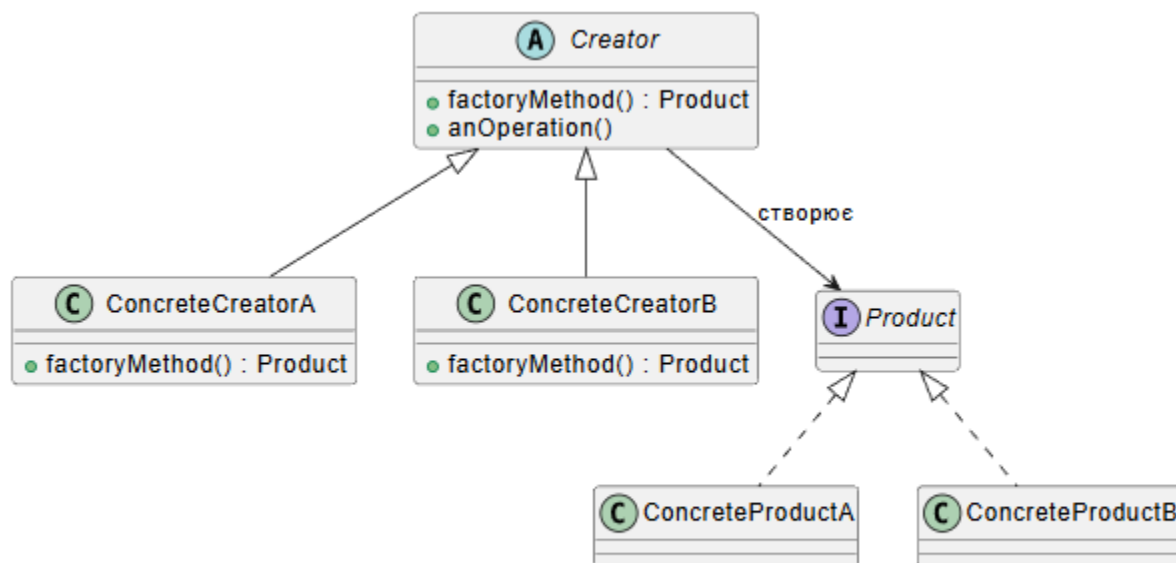 A Creator
factoryMethod() : Product
anOperation()
створює
C ConcreteCreatorA
factoryMethod() : Product
C ConcreteCreatorB
factoryMethod() : Product
I Product
C ConcreteProductA
C ConcreteProductB